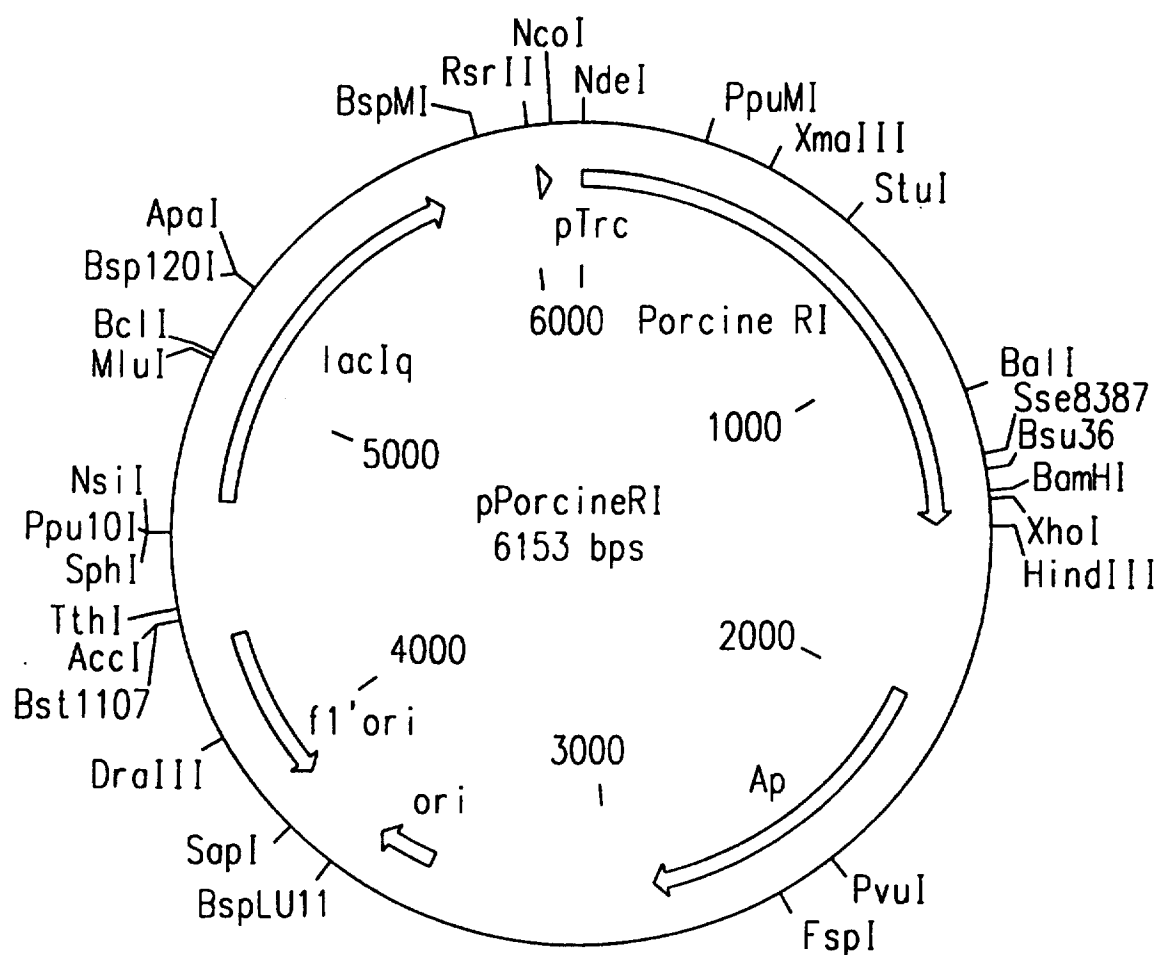 NcoI
RsrII
NdeI
BspMI
PpuMI
XmaIII
StuI
ApaI
Bsp120I
BclI
MluI
pTrc
6000
Porcine RI
lacIq
BalI
Sse8387
Bsu36
BamHI
XhoI
HindIII
1000
5000
NsiI
Ppu10I
SphI
pPorcineRI
6153 bps
TthI
AccI
Bst1107
4000
2000
f1'ori
DraIII
3000
Ap
ori
SapI
BspLU11
PvuI
FspI